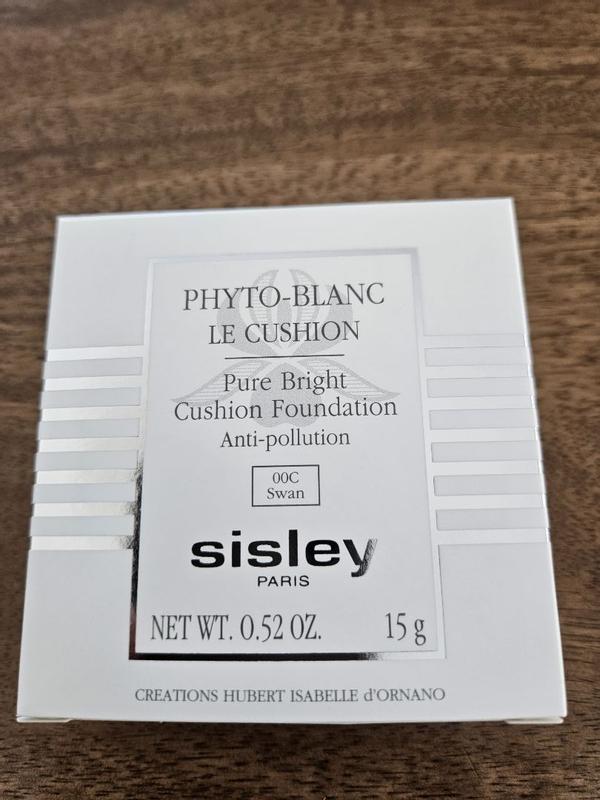 PHYTO-BLANC
LE CUSHION
Pure Bright
Cushion Foundation
Anti-pollution
00C
Swan
sisley
PARIS
NET WT. 0.52 OZ. 15 g
CREATIONS HUBERT ISABELLE d'ORNANO